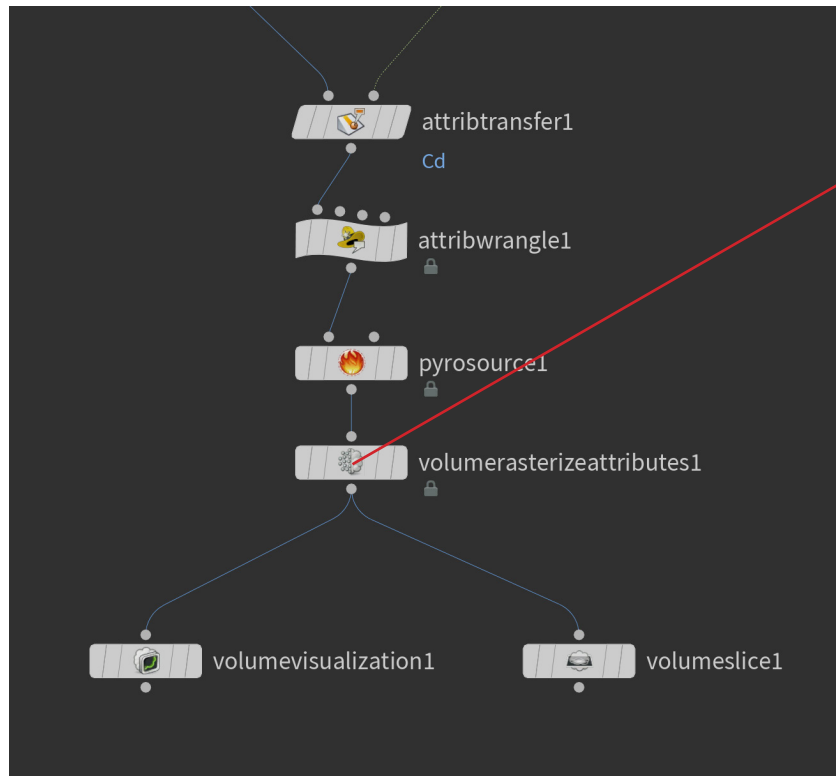 attribtransfer1
Cd
attribwrangle1
pyrosource1
volumerasterizeattributes1
volumevisualization1
volumeslice1